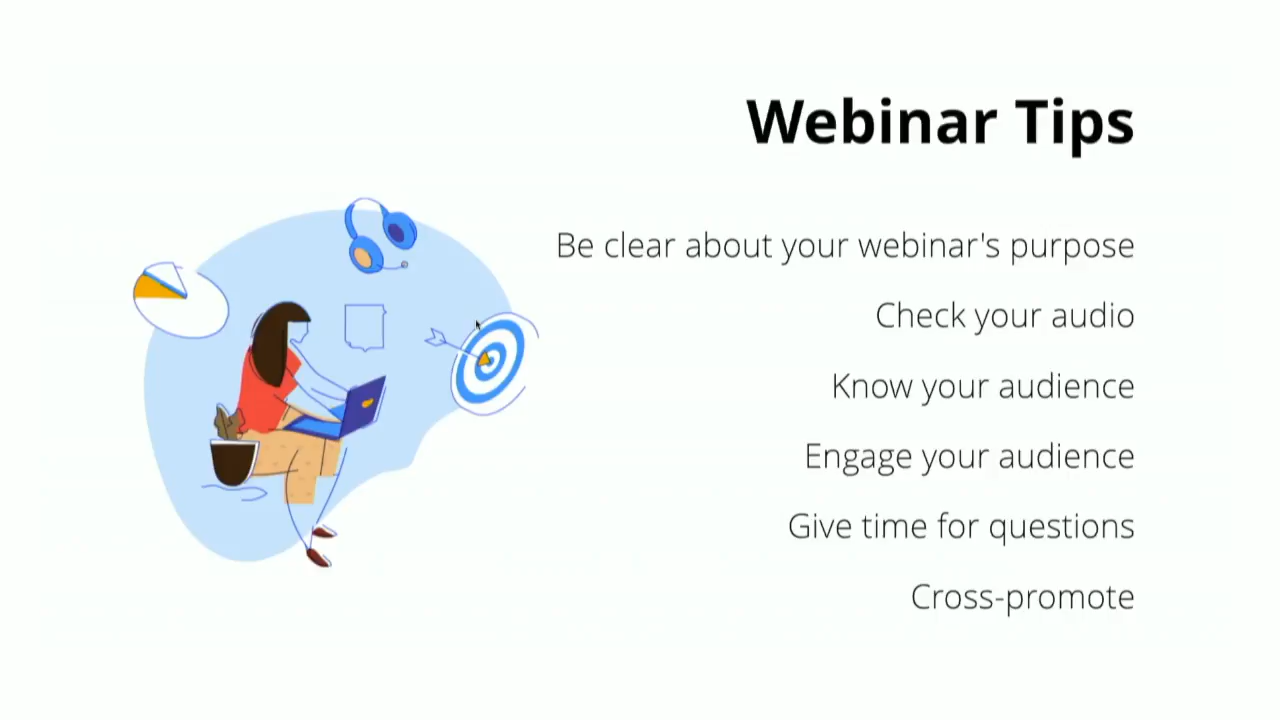 Webinar Tips
Be clear about your webinar's purpose
Check your audio
Know your audience
Engage your audience
Give time for questions
Cross-promote